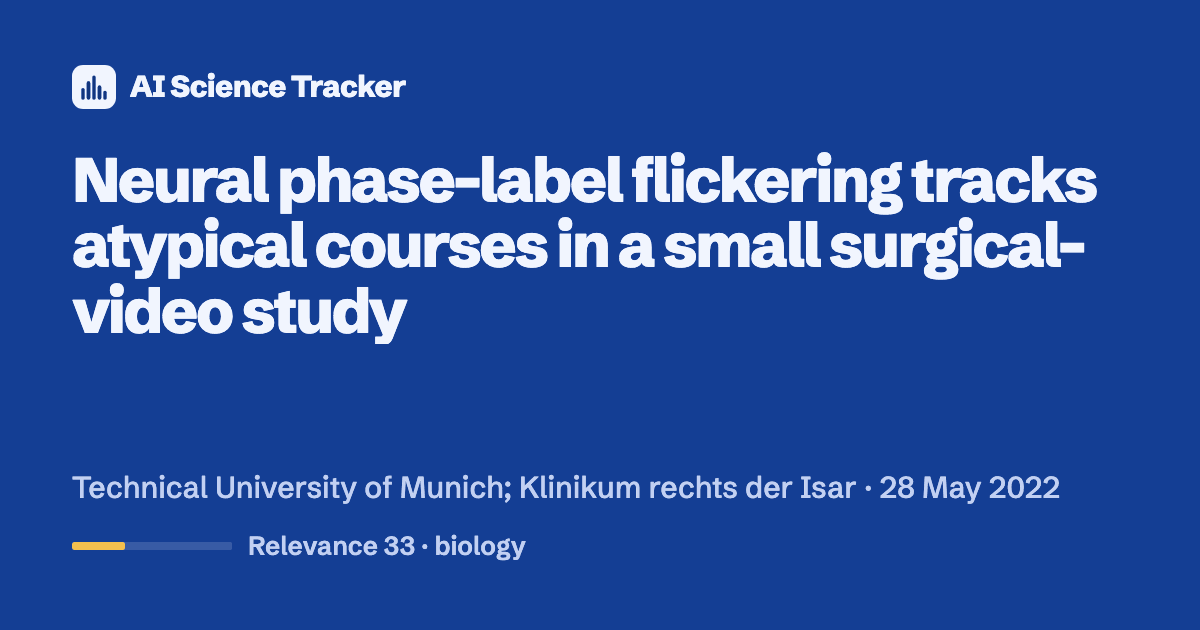 AI Science Tracker
Neural phase-label flickering tracks
atypical courses in a small surgical-
video study
Technical University of Munich; Klinikum rechts der Isar · 28 May 2022
Relevance 33 · biology